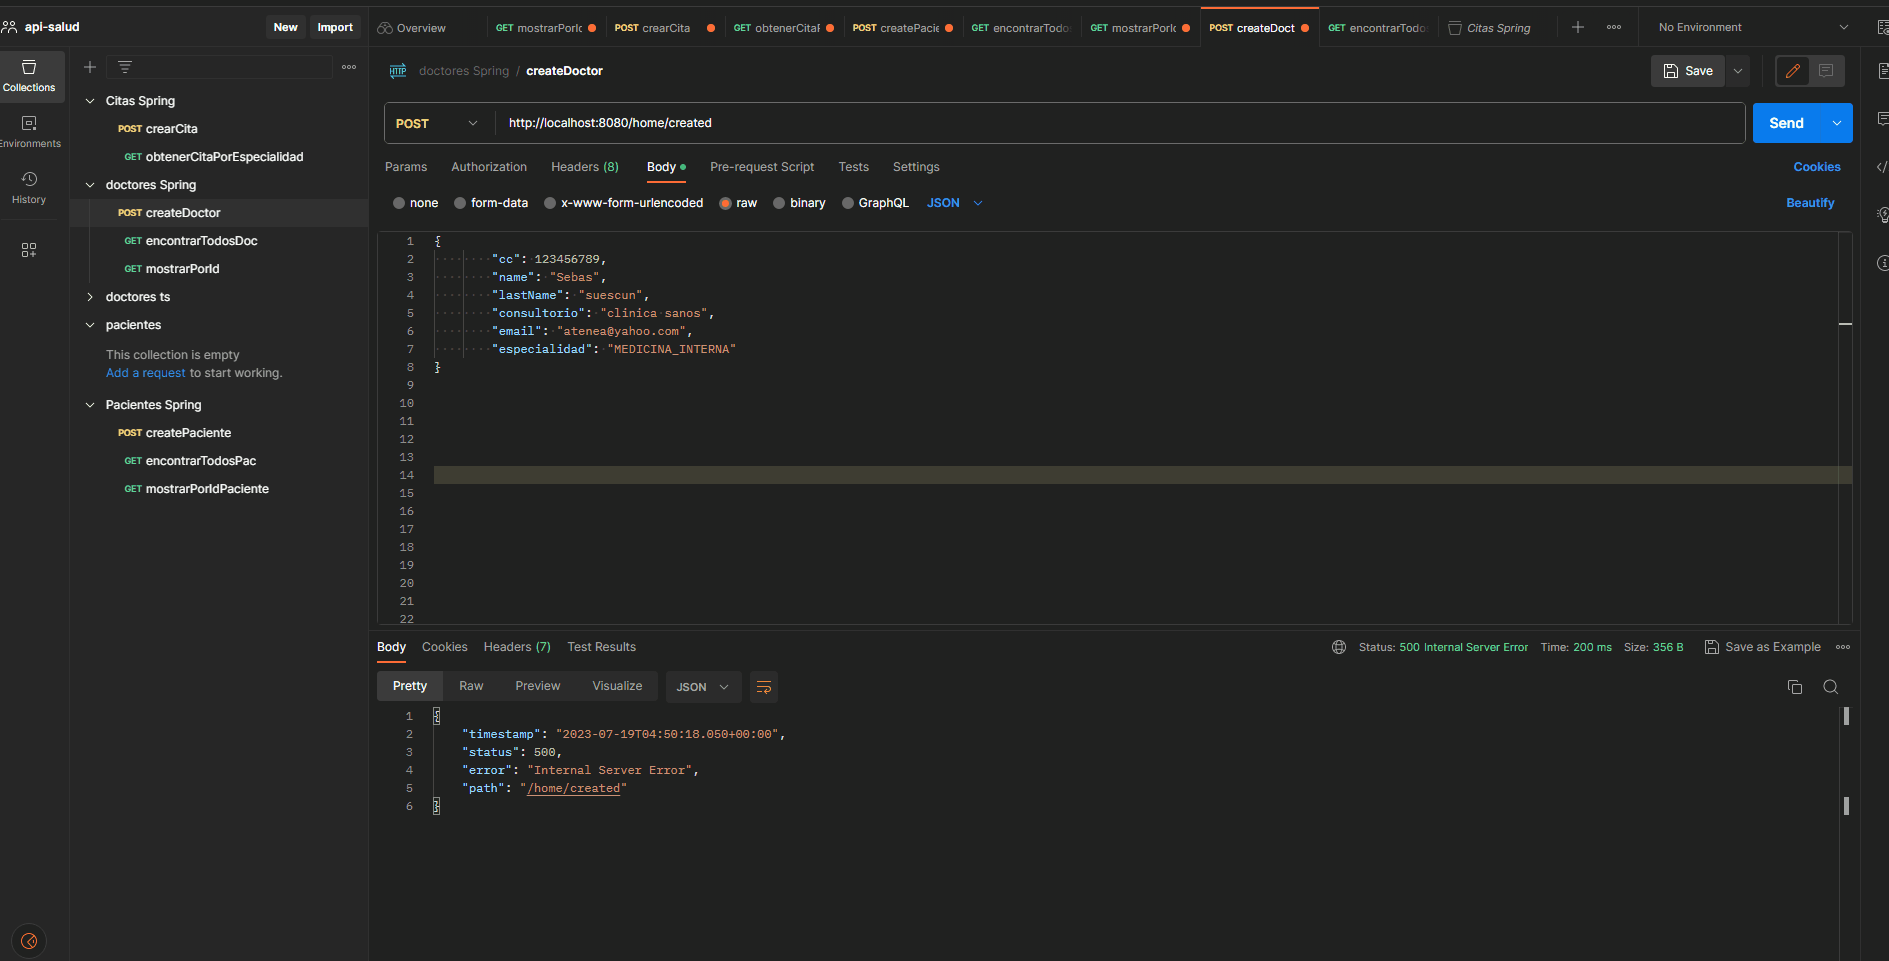 api-salud
New
Import
Overview
GET mostrarPorIc
POST crearCita
GET obtenerCitaF
POST createPacie
GET encontrarTodos
GET mostrarPorIc
POST createDoct
GET encontrarTodos
Citas Spring
No Environment
Collections
Environments
History
Citas Spring
POST crearCita
GET obtenerCitaPorEspecialidad
doctores Spring
POST createDoctor
GET encontrarTodosDoc
GET mostrarPorId
doctores ts
pacientes
This collection is empty
Add a request to start working.
Pacientes Spring
POST createPaciente
GET encontrarTodosPac
GET mostrarPorIdPaciente
HTTP doctores Spring / createDoctor
Save
POST http://localhost:8080/home/created
Send
Params Authorization Headers (8) Body Pre-request Script Tests Settings
Cookies
none form-data x-www-form-urlencoded raw binary GraphQL JSON
Beautify
1 {
2 "cc": 123456789,
3 "name": "Sebas",
4 "lastName": "suescun",
5 "consultorio": "clinica sanos",
6 "email": "atenea@yahoo.com",
7 "especialidad": "MEDICINA_INTERNA"
8 }
9
10
11
12
13
14
15
16
17
18
19
20
21
22
Body Cookies Headers (7) Test Results
Status: 500 Internal Server Error Time: 200 ms Size: 356 B
Save as Example
Pretty Raw Preview Visualize JSON
1 {
2 "timestamp": "2023-07-19T04:50:18.050+00:00",
3 "status": 500,
4 "error": "Internal Server Error",
5 "path": "/home/created"
6 }